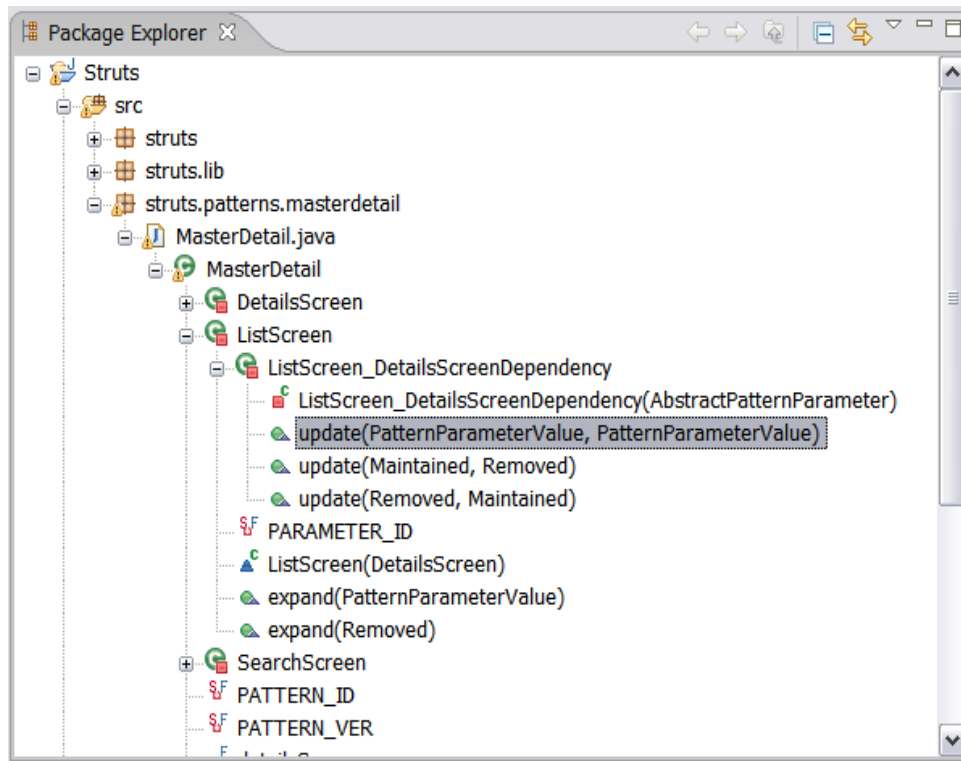 Package Explorer
Struts
src
struts
struts.lib
struts.patterns.masterdetail
MasterDetail.java
MasterDetail
DetailsScreen
ListScreen
ListScreen_DetailsScreenDependency
ListScreen_DetailsScreenDependency(AbstractPatternParameter)
update(PatternParameterValue, PatternParameterValue)
update(Maintained, Removed)
update(Removed, Maintained)
PARAMETER_ID
ListScreen(DetailsScreen)
expand(PatternParameterValue)
expand(Removed)
SearchScreen
PATTERN_ID
PATTERN_VER